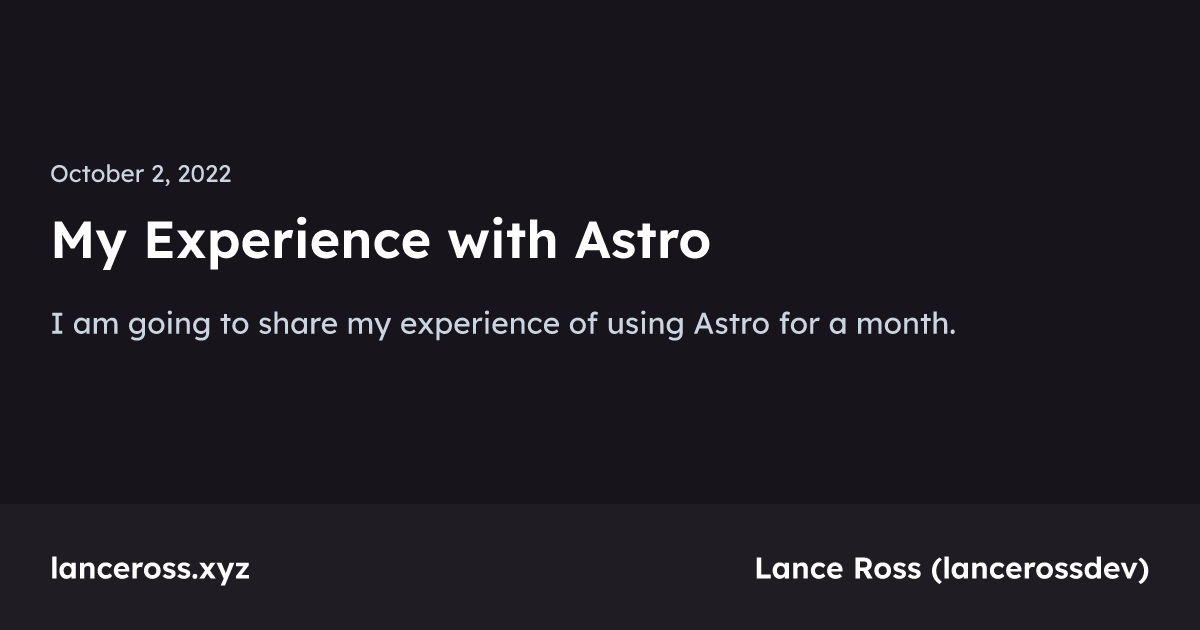 October 2, 2022
My Experience with Astro
I am going to share my experience of using Astro for a month.
lanceross.xyz
Lance Ross (lancerossdev)